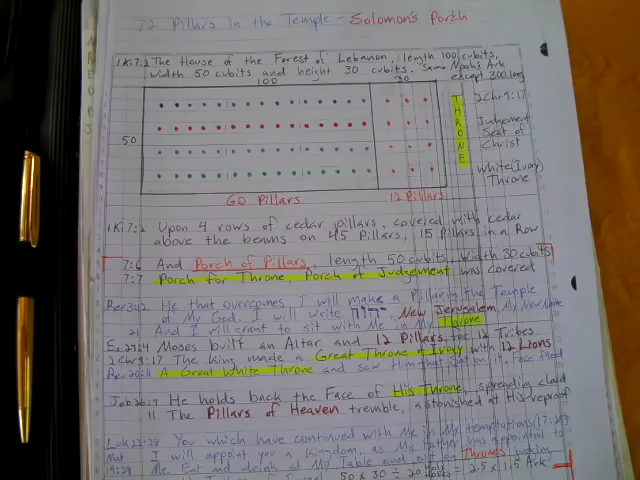 72 Pillars in the Temple - Solomon's Porch
1K.7:2 The House of the Forest of Lebanon, length 100 cubits,
width 50 cubits and height 30 cubits. Same Noah's Ark
except 300 long
100
30
50
THRONE
2Chr 9:17
Judgement
Seat of
Christ
White (Ivory)
Throne
60 Pillars
12 Pillars
1K 7:2 Upon 4 rows of cedar pillars, covered with cedar
above the beams on 45 Pillars, 15 Pillars in a Row
7:6 And Porch of Pillars, length 50 cubits, width 30 cubits
7:7 Porch for Throne, Porch of Judgement was covered
Rev 3:12 He that overcomes I will make a Pillar in the Temple
of My God. I will write יהוה, New Jerusalem, My New Name
21 And I will grant to sit with Me in My Throne
Ex 24:4 Moses built an Altar and 12 Pillars, for 12 Tribes
2Chr 9:17 The King made a Great Throne of Ivory with 12 Lions
Rev 20:11 A Great White Throne and saw Him that sat on it. Face fled
Job 26:9 He holds back the Face of His Throne, spreading cloud
11 The Pillars of Heaven tremble, astonished at His reproof
Luk 22:28 You which have continued with Me in My temptations
Mat I will appoint you a Kingdom, as My Father has appointed to
19:28 Me. Eat and drink at My Table and sit on Thrones judging
50 x 30 ÷ 20 = 2.5 x 1.5 Ark